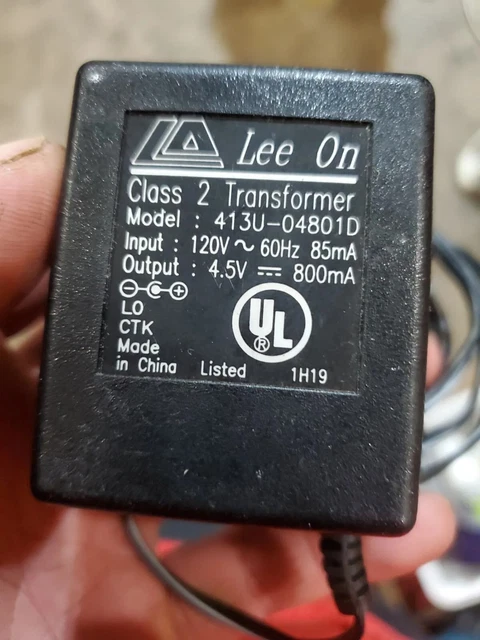 Lee On
Class 2 Transformer
Model : 413U-04801D
Input : 120V ~ 60Hz 85mA
Output : 4.5V ⎓ 800mA
LO
CTK
Made
in China Listed 1H19
UL
®